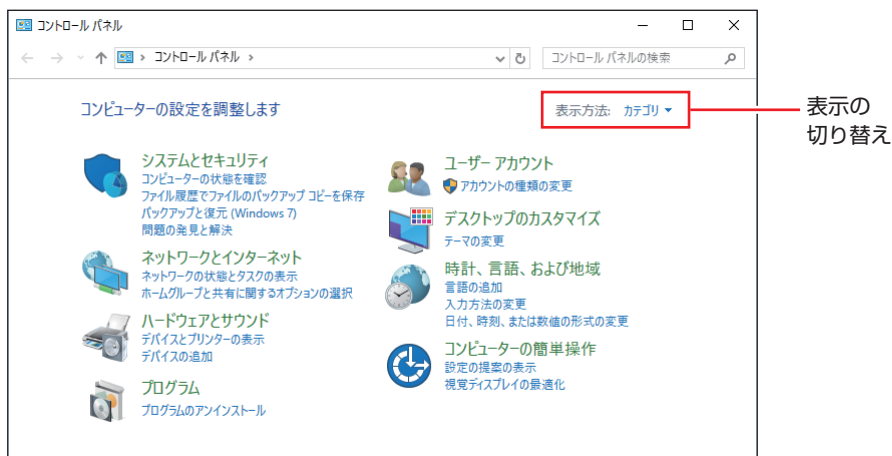 コントロール パネル
コントロール パネル
コントロール パネルの検索
コンピューターの設定を調整します
表示方法: カテゴリ
表示の
切り替え
システムとセキュリティ
コンピューターの状態を確認
ファイル履歴でファイルのバックアップ コピーを保存
バックアップと復元 (Windows 7)
問題の発見と解決
ネットワークとインターネット
ネットワークの状態とタスクの表示
ホームグループと共有に関するオプションの選択
ハードウェアとサウンド
デバイスとプリンターの表示
デバイスの追加
プログラム
プログラムのアンインストール
ユーザー アカウント
アカウントの種類の変更
デスクトップのカスタマイズ
テーマの変更
時計、言語、および地域
言語の追加
入力方法の変更
日付、時刻、または数値の形式の変更
コンピューターの簡単操作
設定の提案の表示
視覚ディスプレイの最適化